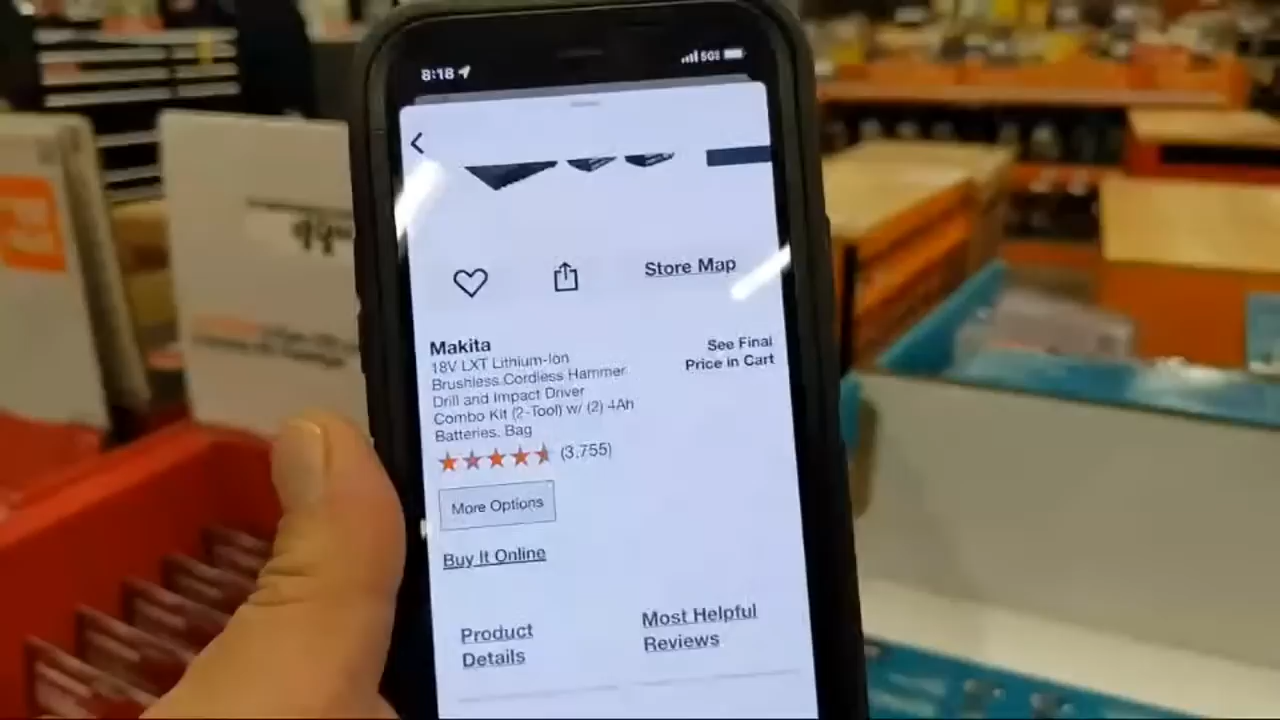 8:18
5G
Store Map
Makita
See Final
18V LXT Lithium-Ion
Price in Cart
Brushless Cordless Hammer
Drill and Impact Driver
Combo Kit (2-Tool) w/ (2) 4Ah
Batteries, Bag
(3,755)
More Options
Buy It Online
Product
Details
Most Helpful
Reviews